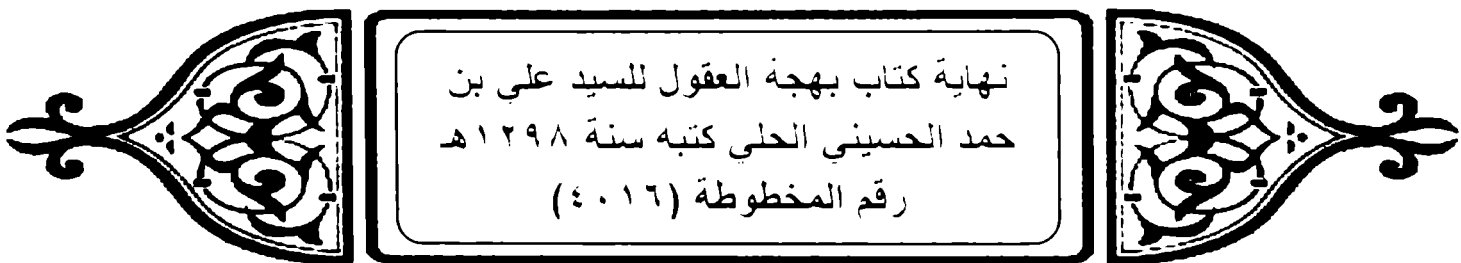 نهاية كتاب بهجة العقول للسيد علي بن
حمد الحسيني الحلي كتبه سنة ١٢٩٨هـ
رقم المخطوطة (٤٠١٦)